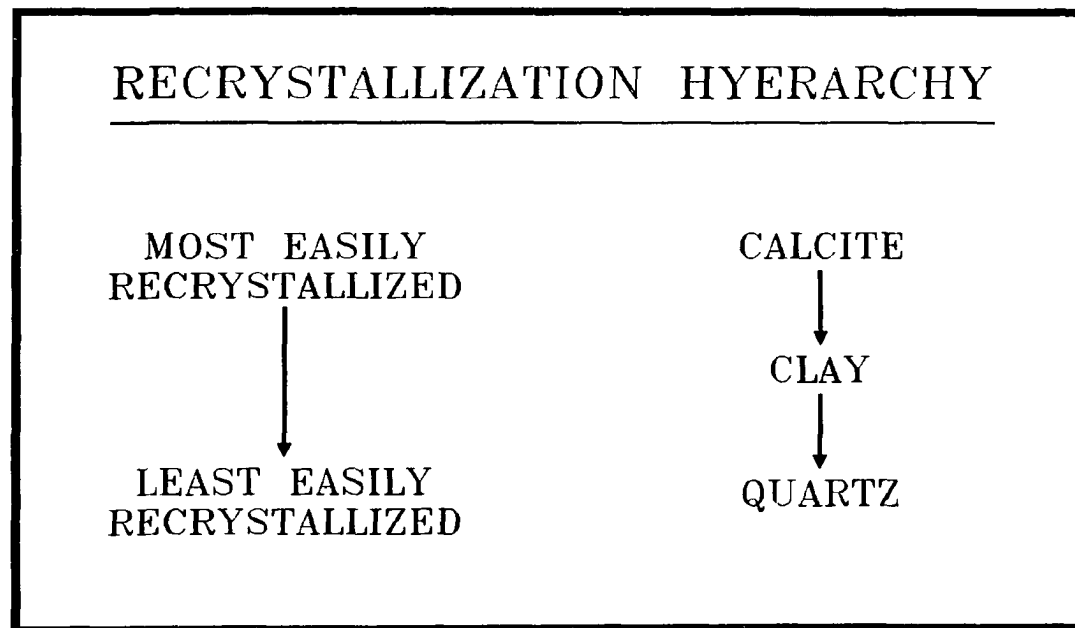 RECRYSTALLIZATION HYERARCHY
MOST EASILY
RECRYSTALLIZED
LEAST EASILY
RECRYSTALLIZED
CALCITE
CLAY
QUARTZ